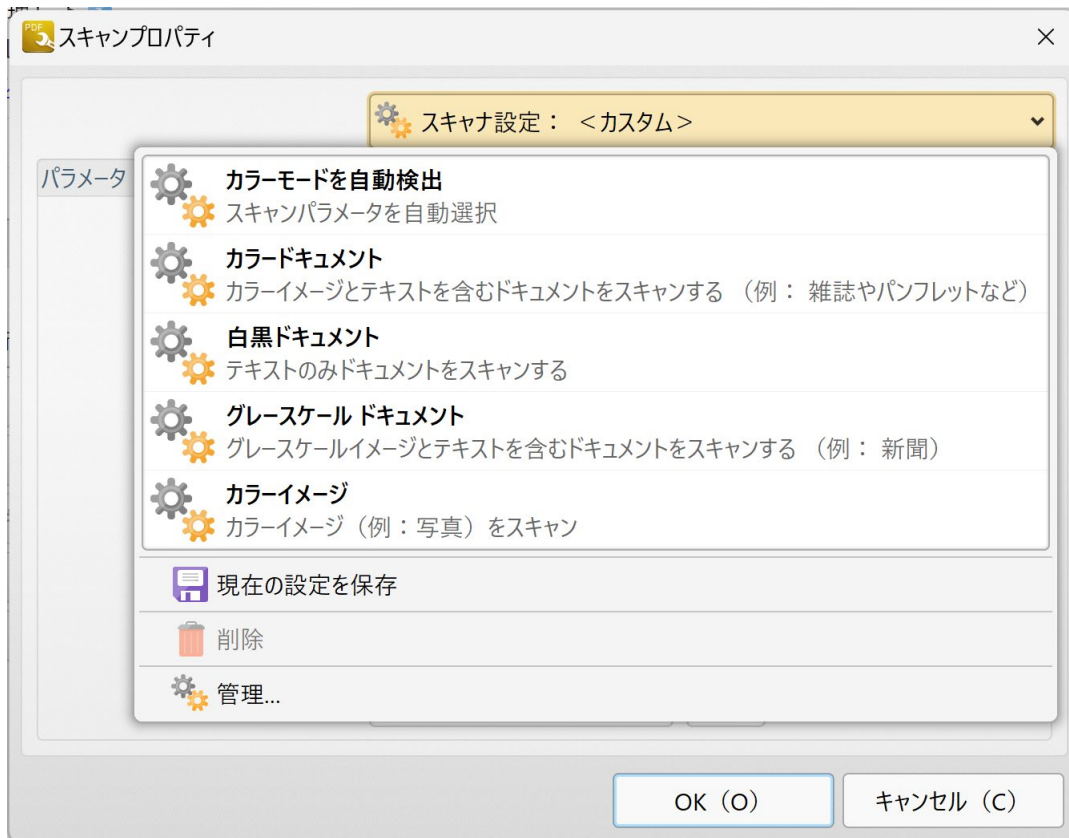 PDF
スキャンプロパティ
スキャナ設定： <カスタム>
パラメータ
カラーモードを自動検出
スキャンパラメータを自動選択
カラードキュメント
カラーイメージとテキストを含むドキュメントをスキャンする （例： 雑誌やパンフレットなど）
白黒ドキュメント
テキストのみドキュメントをスキャンする
グレースケール ドキュメント
グレースケールイメージとテキストを含むドキュメントをスキャンする （例： 新聞）
カラーイメージ
カラーイメージ（例：写真）をスキャン
現在の設定を保存
削除
管理...
OK（O）
キャンセル（C）